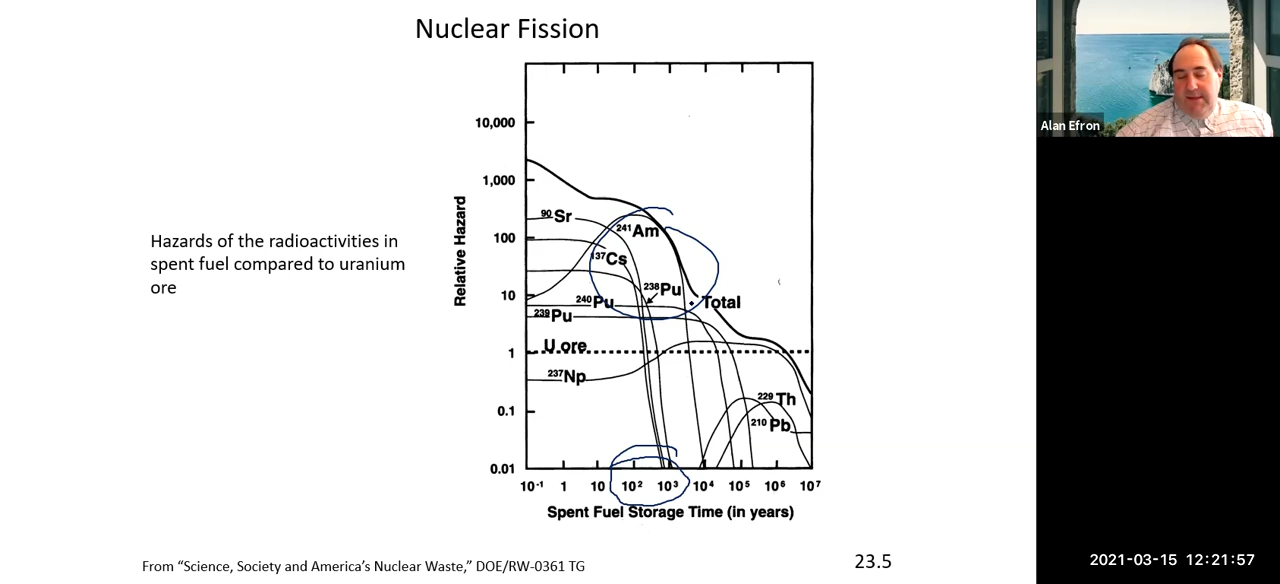 Nuclear Fission
Alan Efron
Hazards of the radioactivities in
spent fuel compared to uranium
ore
Relative Hazard
10,000
1,000
100
10
1
0.1
0.01
⁹⁰Sr
²⁴¹Am
¹³⁷Cs
²³⁸Pu
²⁴⁰Pu
Total
²³⁹Pu
U ore
²³⁷Np
²²⁹Th
²¹⁰Pb
10⁻¹ 1 10 10² 10³ 10⁴ 10⁵ 10⁶ 10⁷
Spent Fuel Storage Time (in years)
From “Science, Society and America’s Nuclear Waste,” DOE/RW-0361 TG
23.5
2021-03-15 12:21:57